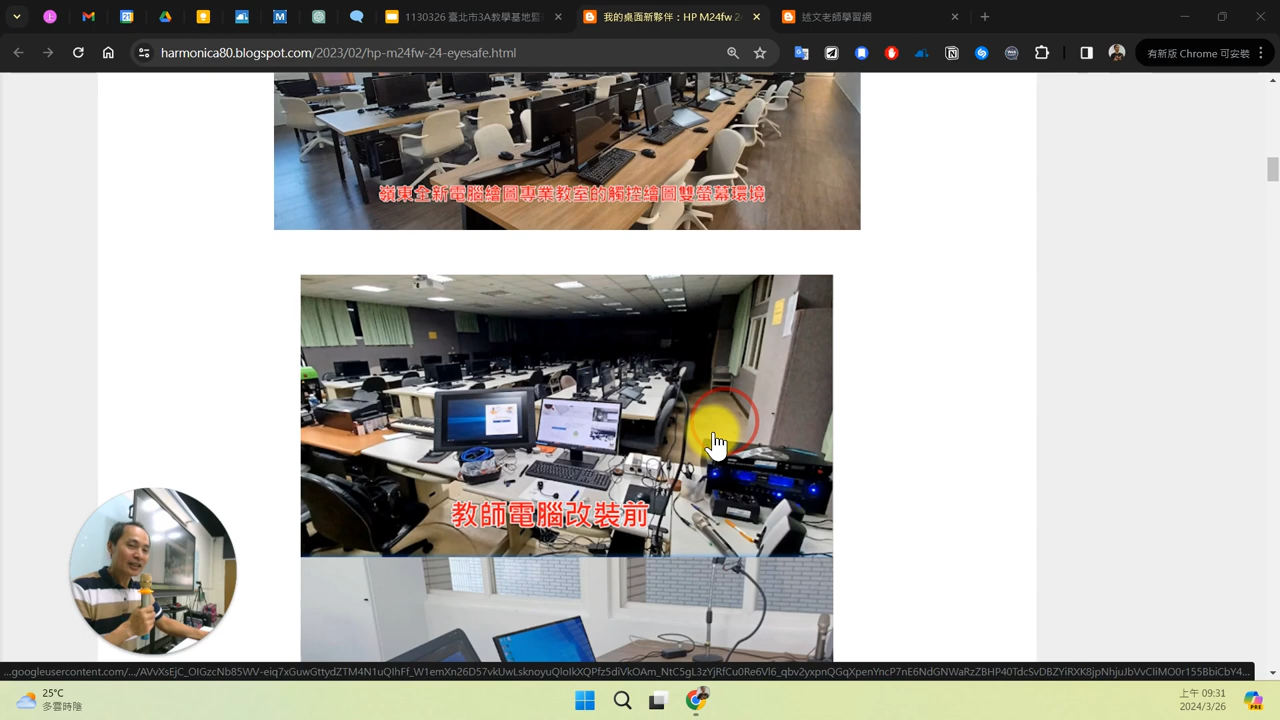 1130326 臺北市3A教學基地暨
我的桌面新夥伴：HP M24fw 24
述文老師學習網
harmonica80.blogspot.com/2023/02/hp-m24fw-24-eyesafe.html
有新版 Chrome 可安裝
嶺東全新電腦繪圖專業教室的觸控繪圖雙螢幕環境
教師電腦改裝前
25°C
多雲時陰
上午 09:31
2024/3/26
PRE